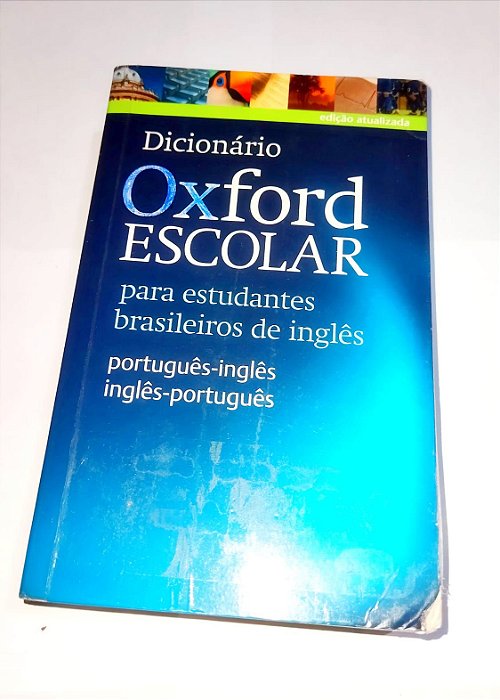 edição atualizada
Dicionário
Oxford
ESCOLAR
para estudantes
brasileiros de inglês
português-inglês
inglês-português